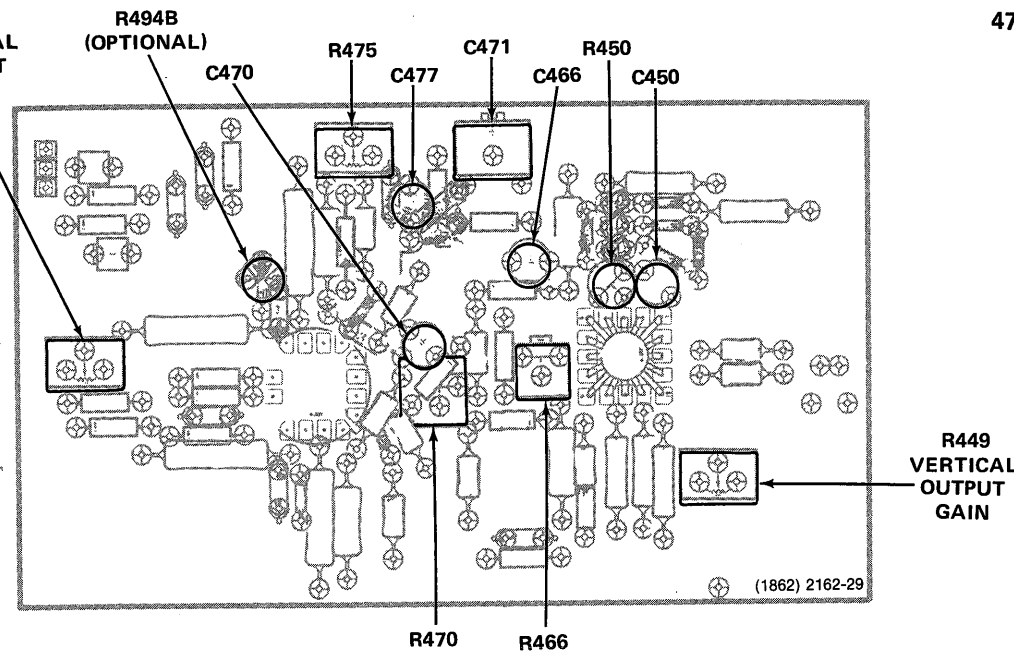 47
R494B
(OPTIONAL)
AL
T
R475
C471
R450
C470
C477
C466
C450
R449
VERTICAL
OUTPUT
GAIN
(1862) 2162-29
R470
R466